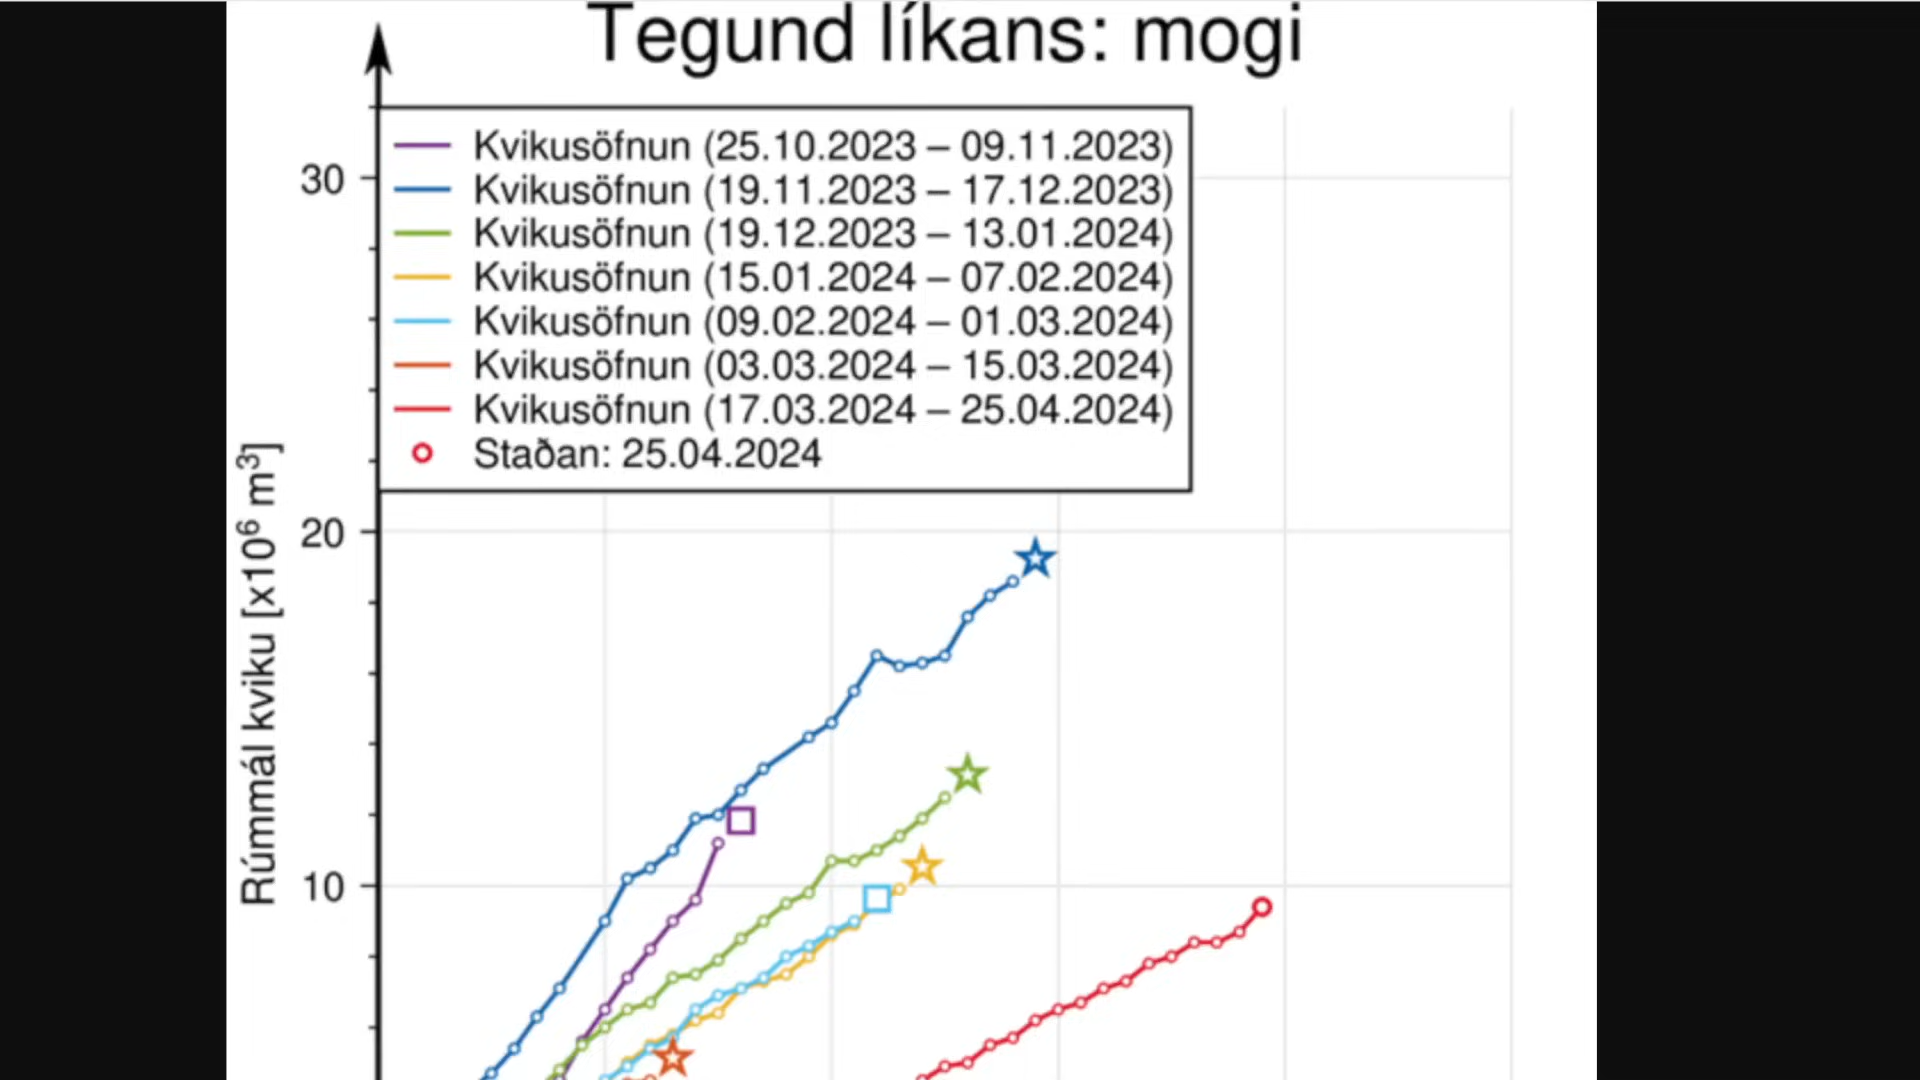 Tegund líkans: mogi
Kvikusöfnun (25.10.2023 – 09.11.2023)
Kvikusöfnun (19.11.2023 – 17.12.2023)
Kvikusöfnun (19.12.2023 – 13.01.2024)
Kvikusöfnun (15.01.2024 – 07.02.2024)
Kvikusöfnun (09.02.2024 – 01.03.2024)
Kvikusöfnun (03.03.2024 – 15.03.2024)
Kvikusöfnun (17.03.2024 – 25.04.2024)
Staðan: 25.04.2024
30
20
10
Rúmmál kviku [x10⁶ m³]